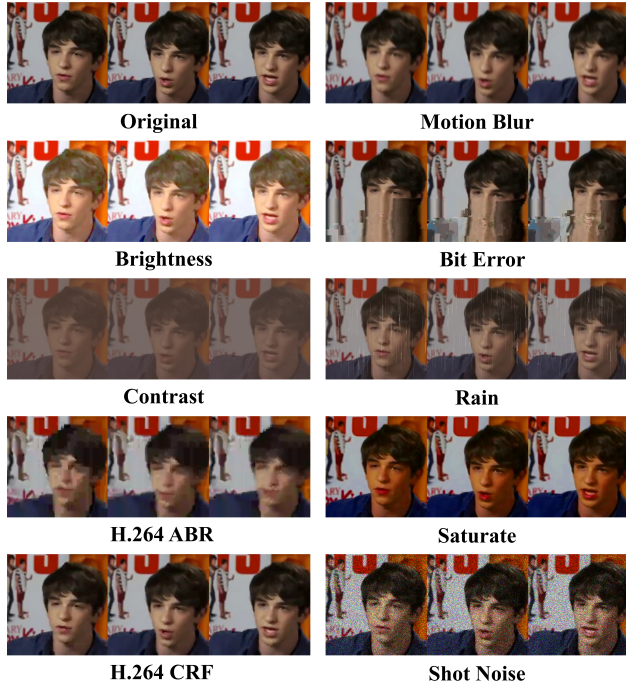 Original
Motion Blur
Brightness
Bit Error
Contrast
Rain
H.264 ABR
Saturate
H.264 CRF
Shot Noise